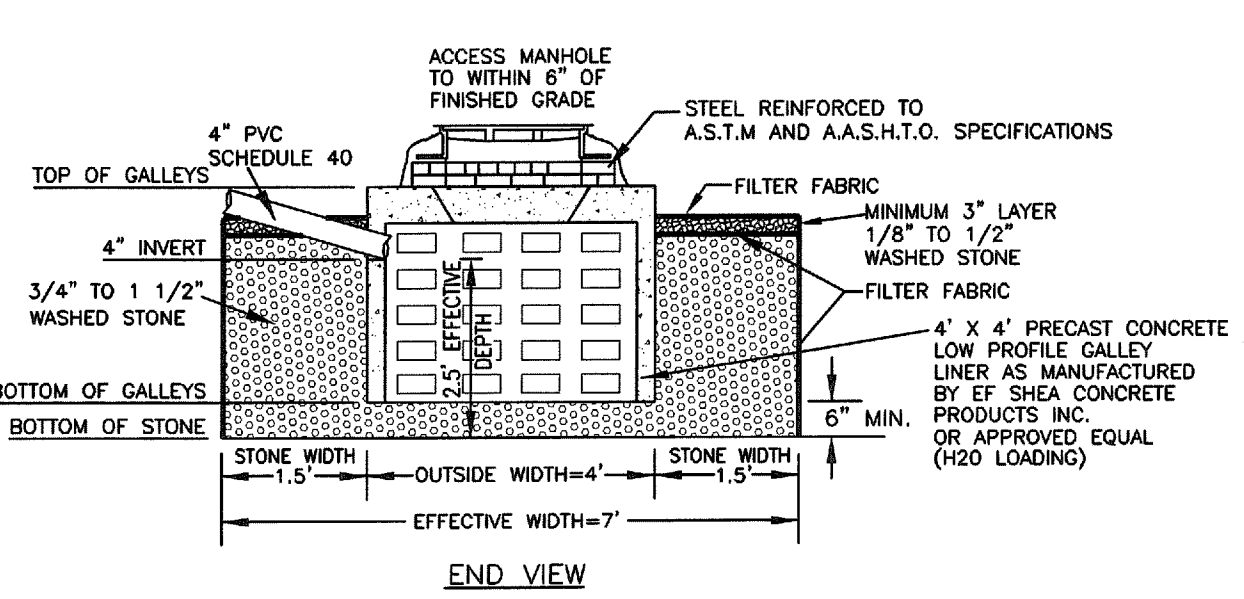 ACCESS MANHOLE
TO WITHIN 6" OF
FINISHED GRADE
STEEL REINFORCED TO
A.S.T.M AND A.A.S.H.T.O. SPECIFICATIONS
4" PVC
SCHEDULE 40
TOP OF GALLEYS
FILTER FABRIC
MINIMUM 3" LAYER
1/8" TO 1/2"
WASHED STONE
4" INVERT
3/4" TO 1 1/2"
WASHED STONE
FILTER FABRIC
2.5' EFFECTIVE
DEPTH
4' X 4' PRECAST CONCRETE
LOW PROFILE GALLEY
LINER AS MANUFACTURED
BY EF SHEA CONCRETE
PRODUCTS INC.
OR APPROVED EQUAL
(H20 LOADING)
BOTTOM OF GALLEYS
6" MIN.
BOTTOM OF STONE
STONE WIDTH
1.5'
OUTSIDE WIDTH=4'
STONE WIDTH
1.5'
EFFECTIVE WIDTH=7'
END VIEW